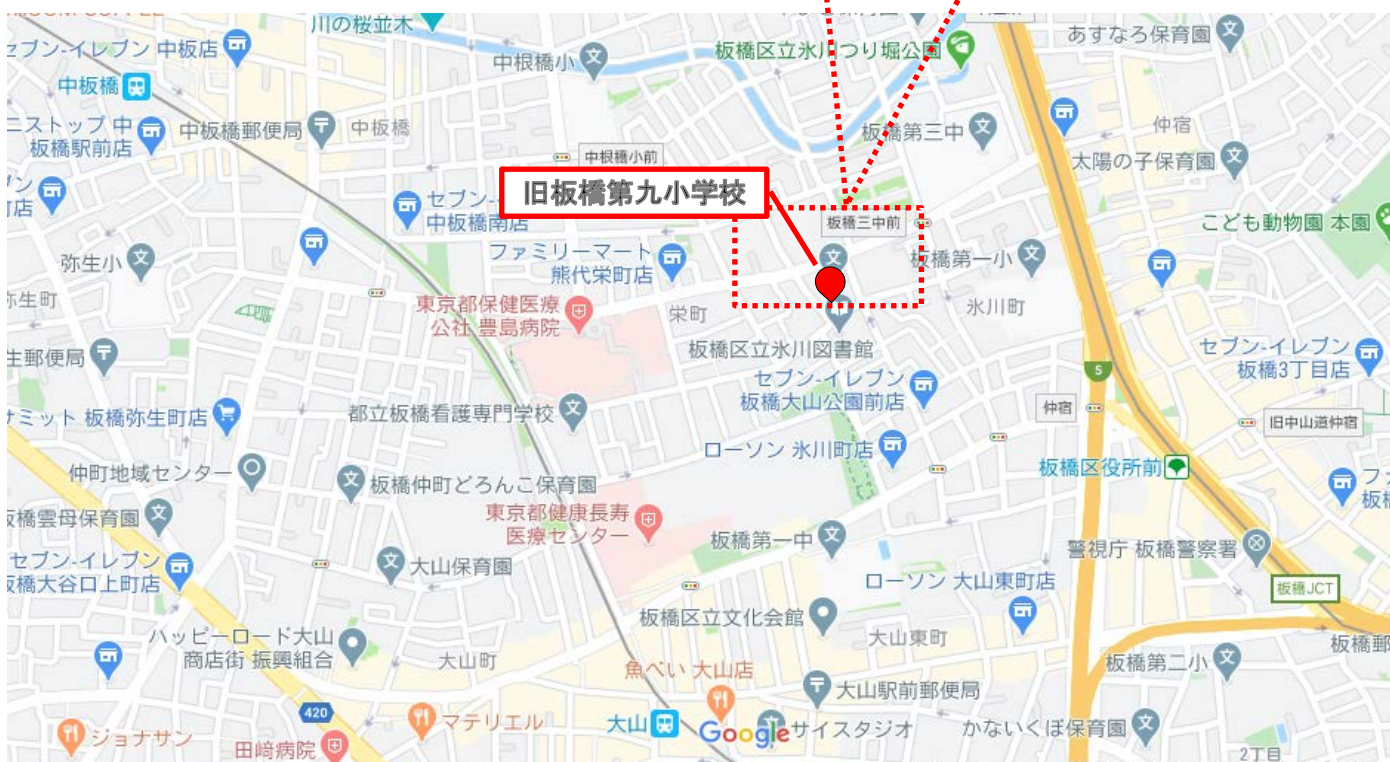 川の桜並木
セブン-イレブン 中板店
中根橋小
板橋区立氷川つり堀公園
あすなろ保育園
中板橋
ニストップ 中
板橋駅前店
中板橋郵便局
中板橋
板橋第三中
仲宿
中根橋小前
太陽の子保育園
旧板橋第九小学校
セブン-
中板橋南店
板橋三中前
こども動物園 本園
弥生小
ファミリーマート
熊代栄町店
板橋第一小
東京都保健医療
公社 豊島病院
栄町
氷川町
生郵便局
板橋区立氷川図書館
セブン-イレブン
板橋3丁目店
5
セブン-イレブン
板橋大山公園前店
サミット 板橋弥生町店
都立板橋看護専門学校
仲宿
旧中山道仲宿
ローソン 氷川町店
仲町地域センター
板橋区役所前
板橋仲町どろんこ保育園
東京都健康長寿
医療センター
板橋雲母保育園
板橋第一中
警視庁 板橋警察署
セブン-イレブン
板橋大谷口上町店
大山保育園
ローソン 大山東町店
板橋JCT
板橋区立文化会館
ハッピーロード大山
商店街 振興組合
大山町
大山東町
板橋第二小
魚べい 大山店
大山駅前郵便局
420
マテリエル
大山
Google
サイスタジオ
かないくぼ保育園
ジョナサン
田崎病院
2丁目